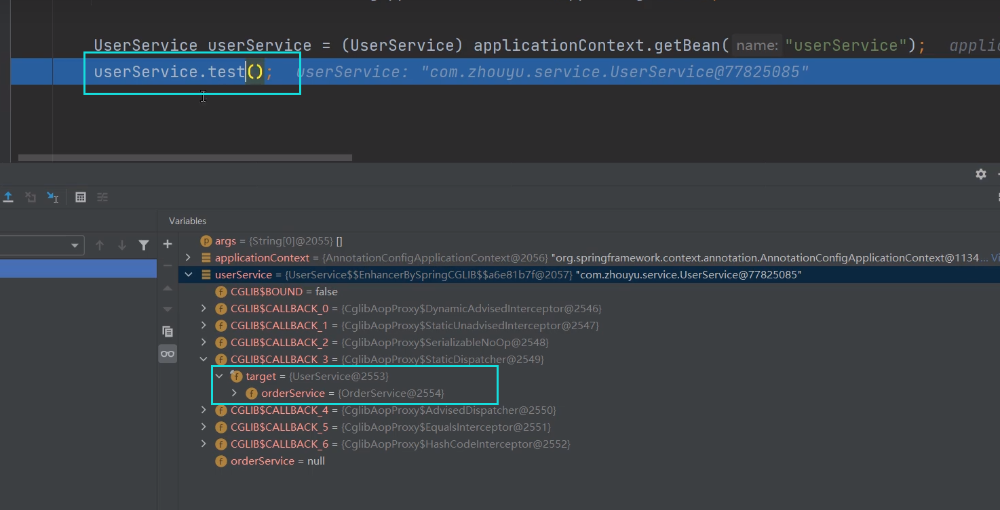 UserService userService = (UserService) applicationContext.getBean( name: "userService"); appli
userService.test(); userService: "com.zhouyu.service.UserService@77825085"
Variables
args = {String[0]@2055} []
applicationContext = {AnnotationConfigApplicationContext@2056} "org.springframework.context.annotation.AnnotationConfigApplicationContext@1134 ... Vi
userService = {UserService$$EnhancerBySpringCGLIB$$a6e81b7f@2057} "com.zhouyu.service.UserService@77825085"
CGLIB$BOUND = false
CGLIB$CALLBACK_0 = {CglibAopProxy$DynamicAdvisedInterceptor@2546}
CGLIB$CALLBACK_1 = {CglibAopProxy$StaticUnadvisedInterceptor@2547}
CGLIB$CALLBACK_2 = {CglibAopProxy$SerializableNoOp@2548}
CGLIB$CALLBACK_3 = {CglibAopProxy$StaticDispatcher@2549}
target = {UserService@2553}
orderService = {OrderService@2554}
CGLIB$CALLBACK_4 = {CglibAopProxy$AdvisedDispatcher@2550}
CGLIB$CALLBACK_5 = {CglibAopProxy$EqualsInterceptor@2551}
CGLIB$CALLBACK_6 = {CglibAopProxy$HashCodeInterceptor@2552}
orderService = null